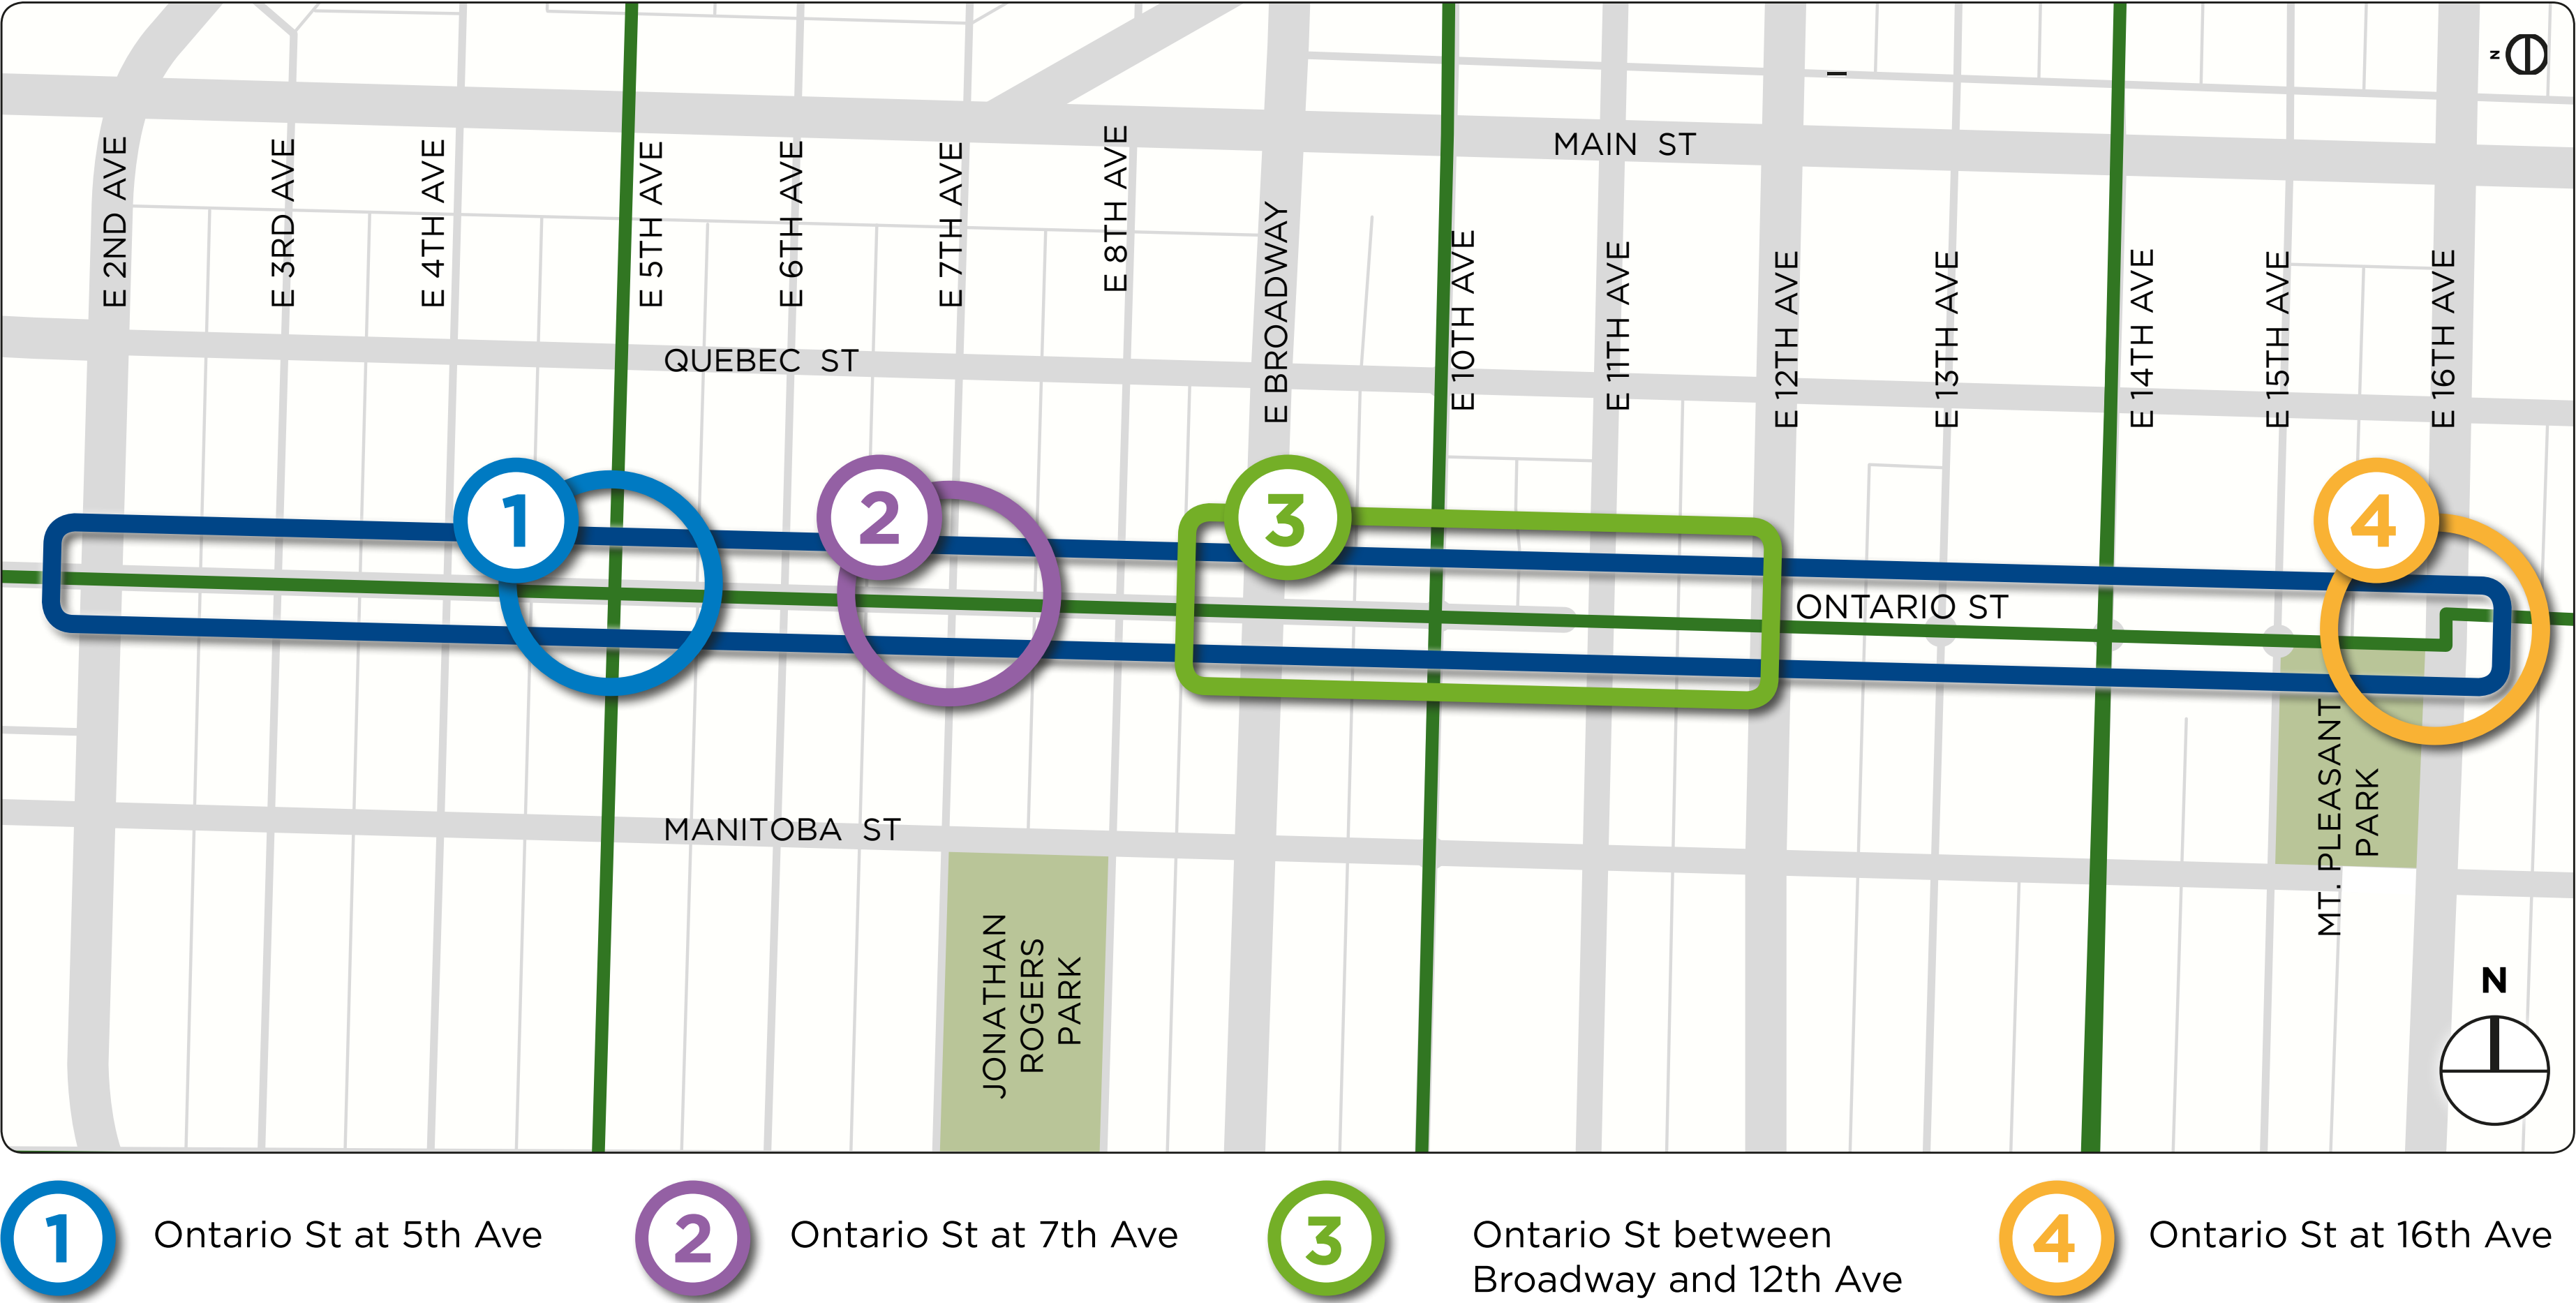 N
MAIN ST
E 2ND AVE
E 3RD AVE
E 4TH AVE
E 5TH AVE
E 6TH AVE
E 7TH AVE
E 8TH AVE
E BROADWAY
E 10TH AVE
E 11TH AVE
E 12TH AVE
E 13TH AVE
E 14TH AVE
E 15TH AVE
E 16TH AVE
QUEBEC ST
1
2
3
4
ONTARIO ST
MANITOBA ST
MT. PLEASANT
PARK
JONATHAN
ROGERS
PARK
N
1
Ontario St at 5th Ave
2
Ontario St at 7th Ave
3
Ontario St between
Broadway and 12th Ave
4
Ontario St at 16th Ave